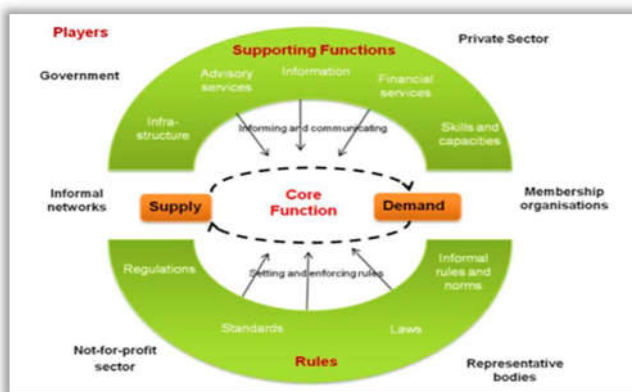 Players
Supporting Functions
Private Sector
Government
Advisory
services
Information
Financial
services
Infra-
structure
Informing and communicating
Skills and
capacities
Informal
networks
Supply
Core
Function
Demand
Membership
organisations
Regulations
Setting and enforcing rules
Informal
rules and
norms
Standards
Laws
Not-for-profit
sector
Rules
Representative
bodies